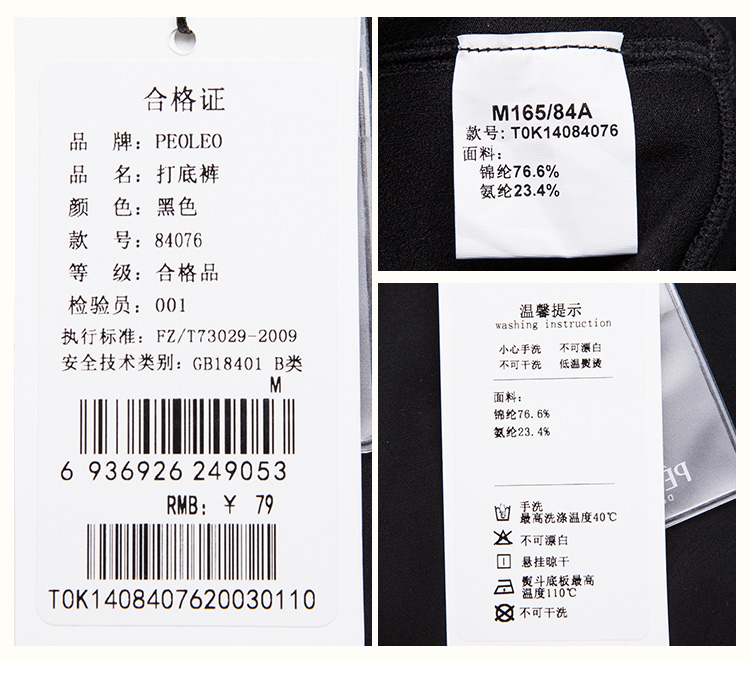 合格证
品 牌: PEOLEO
品 名: 打底裤
颜 色: 黑色
款 号: 84076
等 级: 合格品
检验员: 001
执行标准: FZ/T73029-2009
安全技术类别: GB18401 B类
M
6 936926 249053
RMB: ¥ 79
T0K1408407620030110
M165/84A
款号: T0K14084076
面料:
锦纶76.6%
氨纶23.4%
温馨提示
washing instruction
小心手洗 不可漂白
不可干洗 低温熨烫
面料:
锦纶76.6%
氨纶23.4%
手洗
最高洗涤温度40℃
不可漂白
悬挂晾干
熨斗底板最高
温度110℃
不可干洗